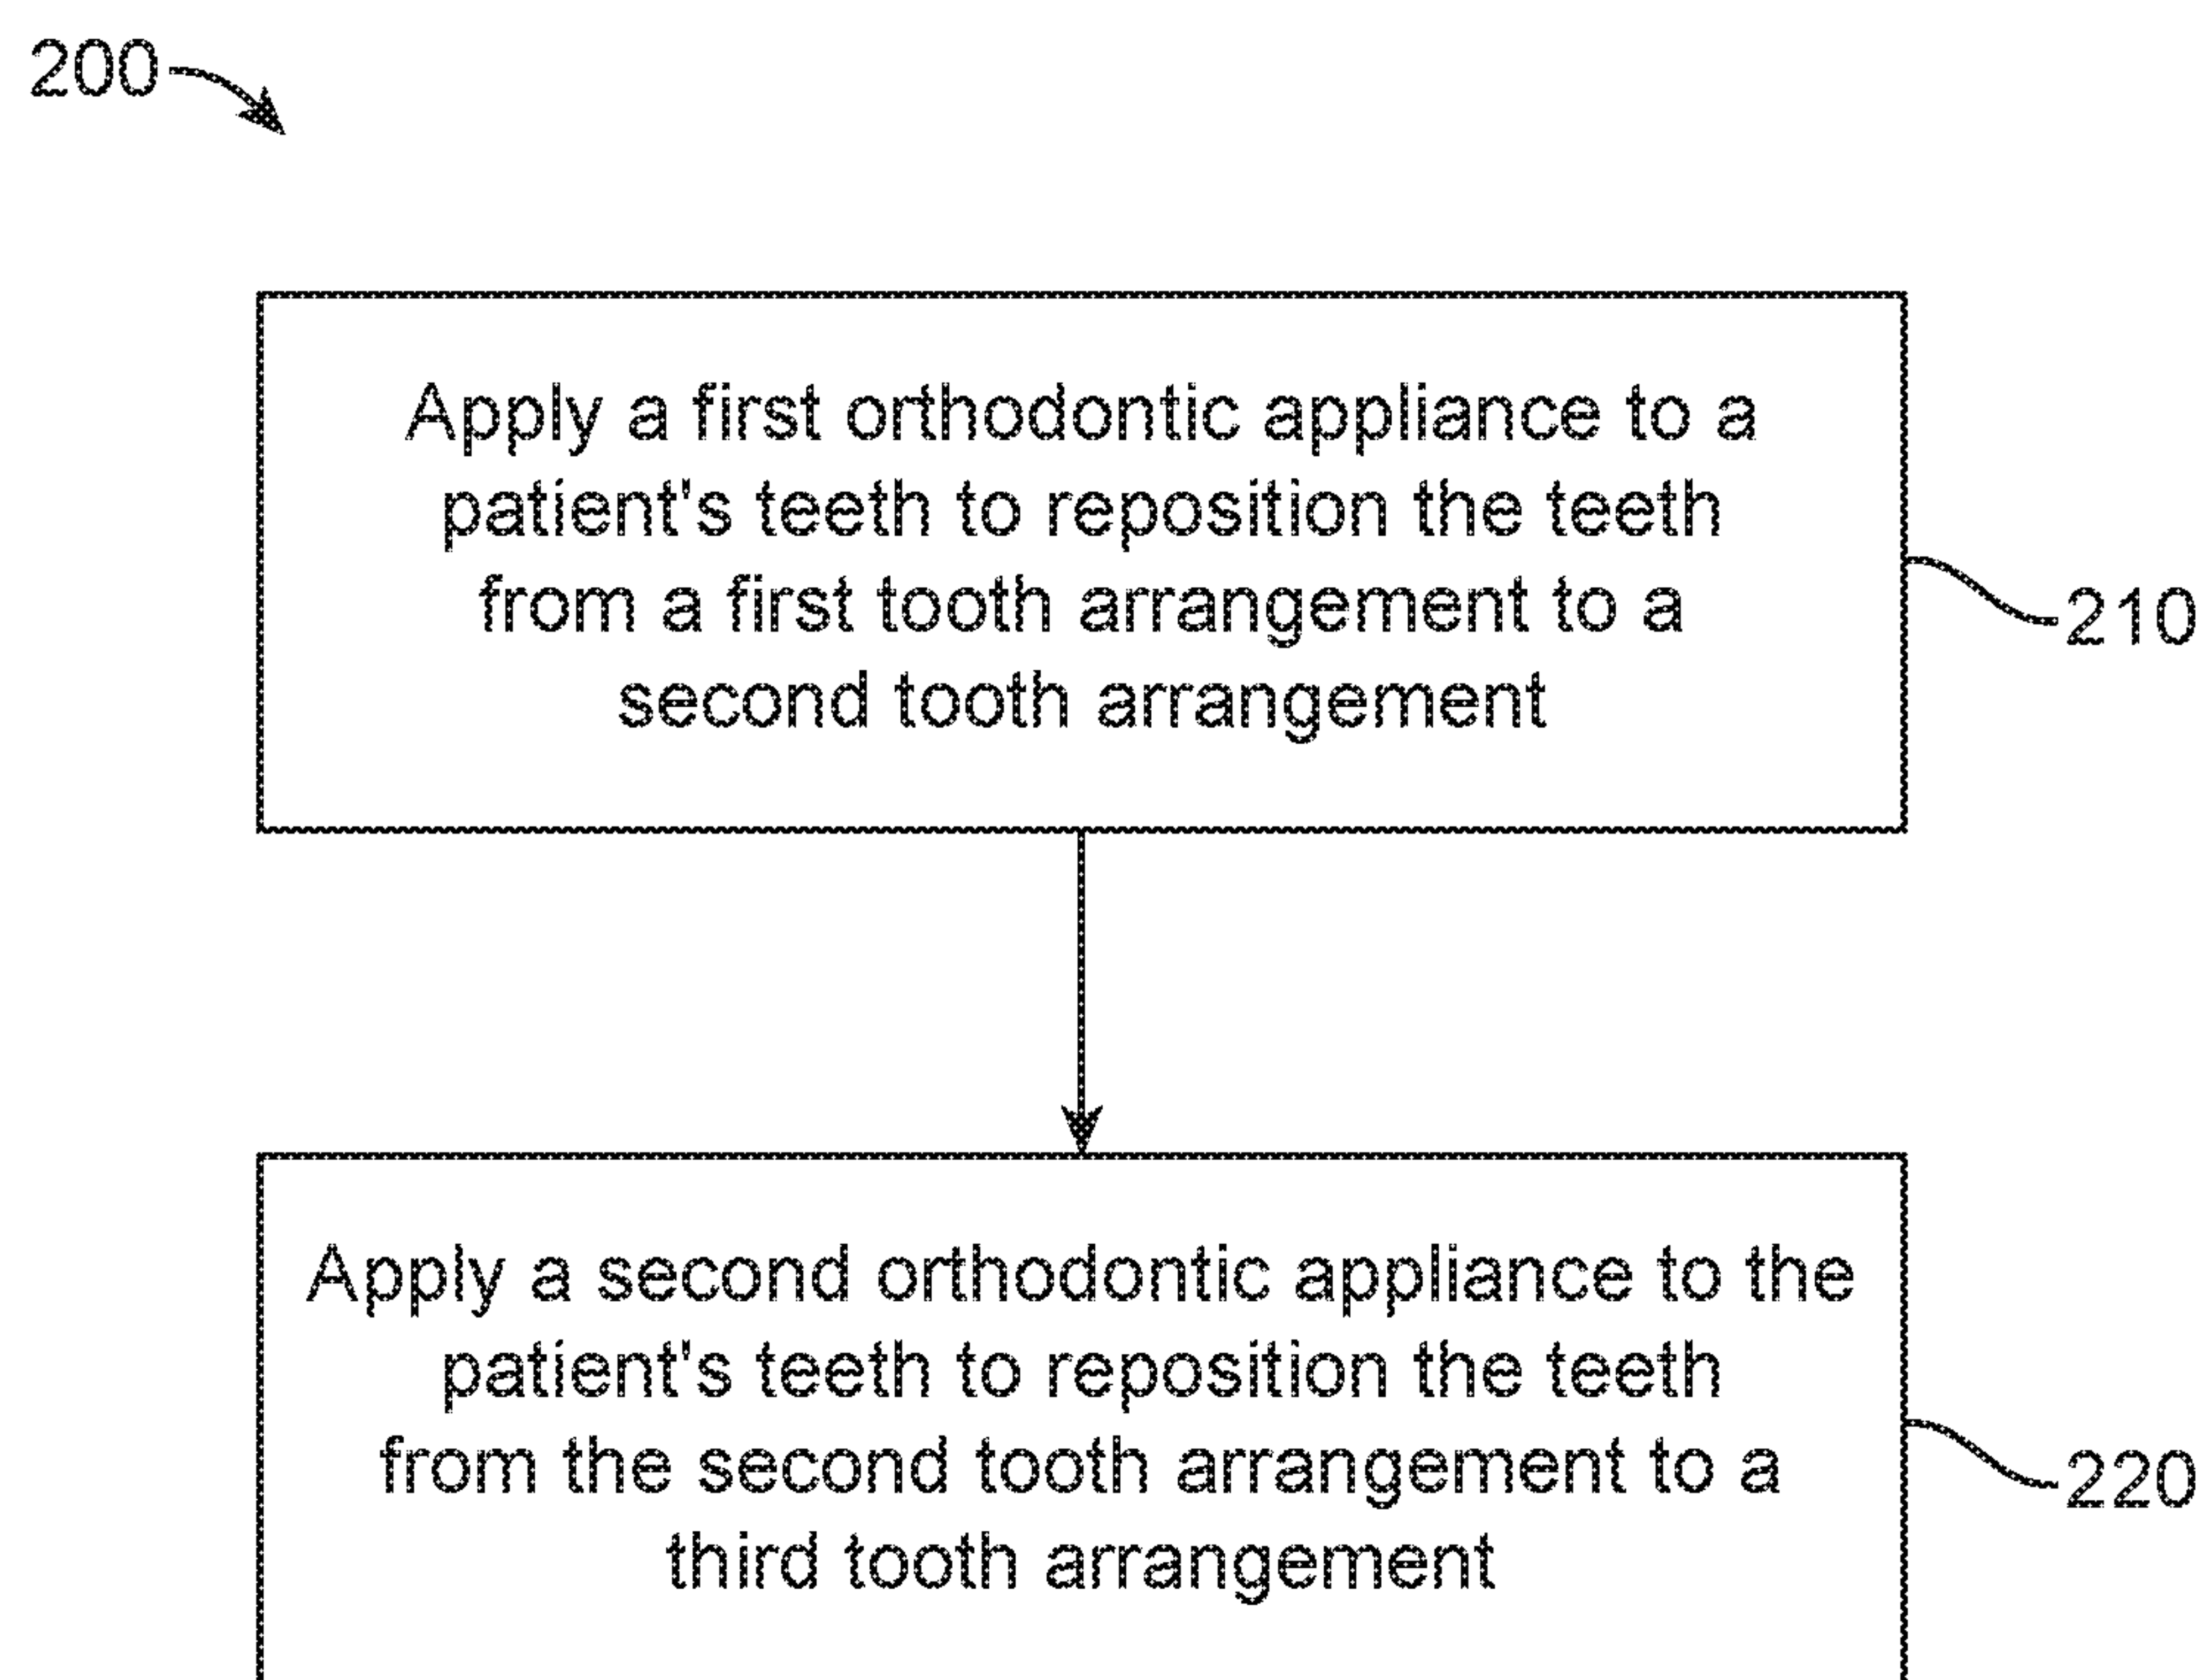 200
Apply a first orthodontic appliance to a
patient's teeth to reposition the teeth
from a first tooth arrangement to a
second tooth arrangement
210
Apply a second orthodontic appliance to the
patient's teeth to reposition the teeth
from the second tooth arrangement to a
third tooth arrangement
220